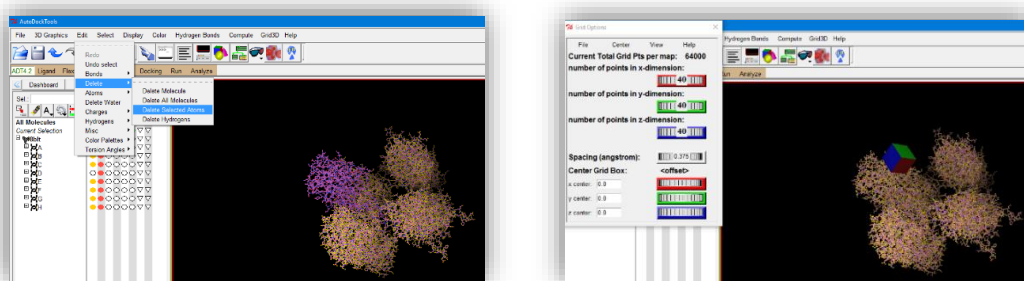 AutoDockTools
File 3D Graphics Edit Select Display Color Hydrogen Bonds Compute Grid3D Help
ADT4.2 Ligand Docking Run Analyze
Dashboard
Sel.:
All Molecules
Current Selection
A
B
C
D
E
F
G
H
Redo
Undo select
Bonds
Delete
Atoms
Delete Water
Charges
Hydrogens
Misc
Color Palettes
Torsion Angles
Delete Molecule
Delete All Molecules
Delete Selected Atoms
Delete Hydrogens
Grid Options
File Center View Help
Current Total Grid Pts per map: 64000
number of points in x-dimension:
40
number of points in y-dimension:
40
number of points in z-dimension:
40
Spacing (angstrom): 0.375
Center Grid Box: <offset>
x center: 0.0
y center: 0.0
z center: 0.0
Hydrogen Bonds Compute Grid3D Help
Run Analyze